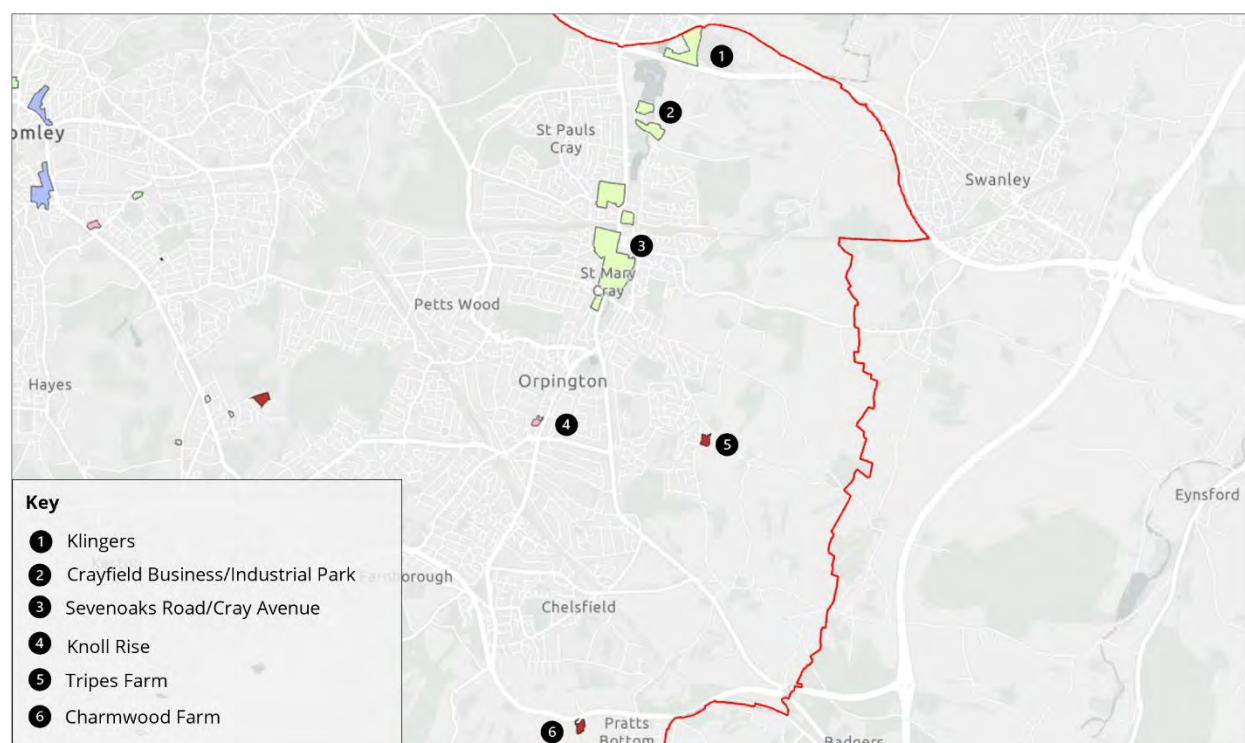 1
2
St Pauls
Cray
omley
Swanley
3
St Mary
Cray
Petts Wood
Orpington
Hayes
4
5
Eynsford
Key
1 Klingers
2 Crayfield Business/Industrial Park
3 Sevenoaks Road/Cray Avenue
4 Knoll Rise
5 Tripes Farm
6 Charmwood Farm
Farnborough
Chelsfield
6
Pratts
Bottom
Badgers